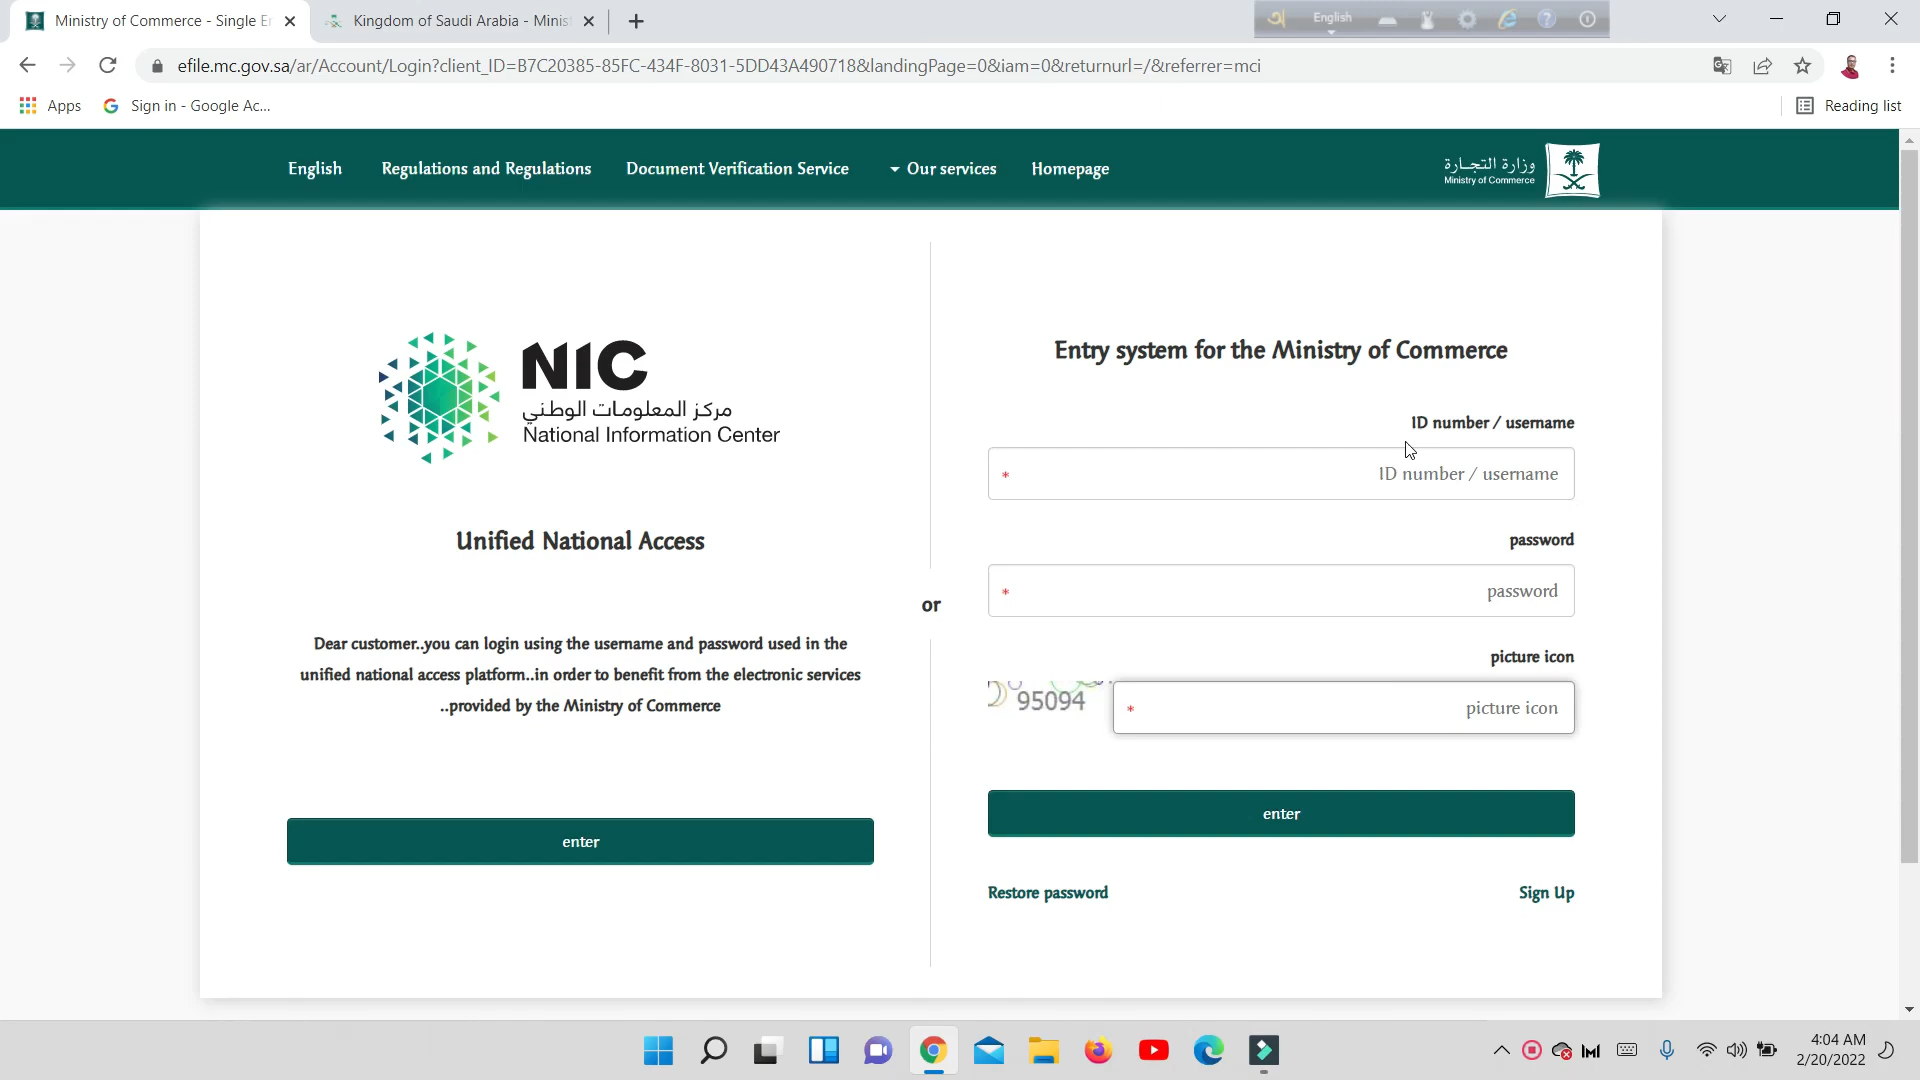 Ministry of Commerce - Single E
Kingdom of Saudi Arabia - Minis
English
efile.mc.gov.sa/ar/Account/Login?client_ID=B7C20385-85FC-434F-8031-5DD43A490718&landingPage=0&iam=0&returnurl=/&referrer=mci
Apps
Sign in - Google Ac...
Reading list
English
Regulations and Regulations
Document Verification Service
Our services
Homepage
وزارة التجارة
Ministry of Commerce
NIC
مركز المعلومات الوطني
National Information Center
Unified National Access
Dear customer..you can login using the username and password used in the
unified national access platform..in order to benefit from the electronic services
..provided by the Ministry of Commerce
enter
or
Entry system for the Ministry of Commerce
ID number / username
* ID number / username
password
* password
picture icon
95094
* picture icon
enter
Restore password
Sign Up
4:04 AM
2/20/2022